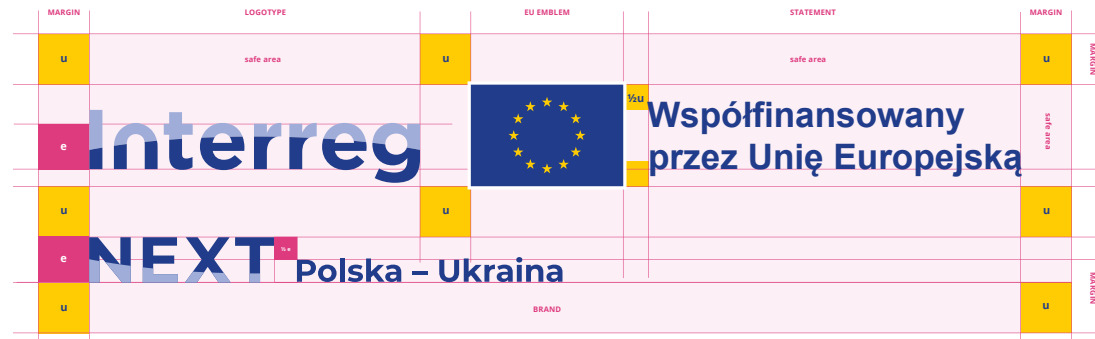 MARGIN LOGOTYPE EU EMBLEM STATEMENT MARGIN
u safe area u safe area u
MARGIN
½u
Interreg
Współfinansowany
przez Unię Europejską
e
safe area
u u u
e
NEXT ½ e
Polska – Ukraina
MARGIN
u BRAND u